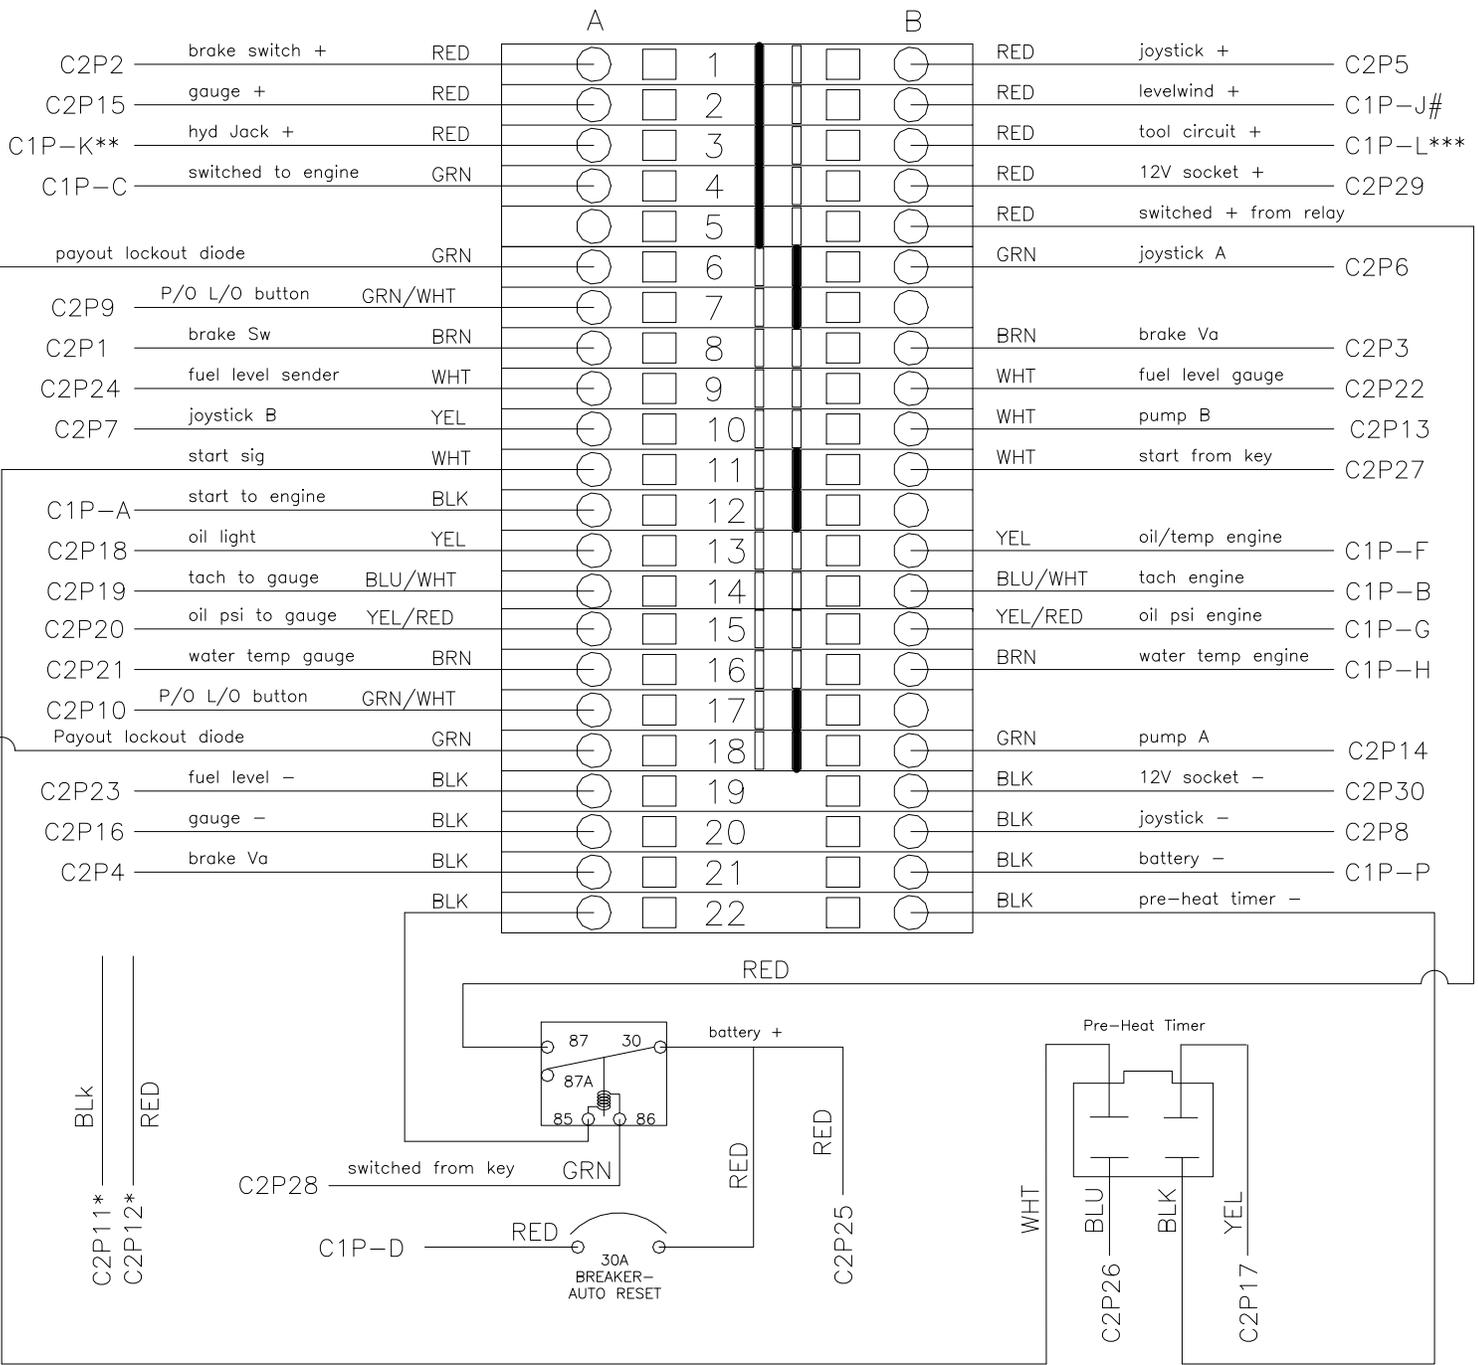 A B
C2P2 brake switch + RED 1 RED joystick + C2P5
C2P15 gauge + RED 2 RED levelwind + C1P-J#
C1P-K** hyd Jack + RED 3 RED tool circuit + C1P-L***
C1P-C switched to engine GRN 4 RED 12V socket + C2P29
5 RED switched + from relay
payout lockout diode GRN 6 GRN joystick A C2P6
C2P9 P/O L/O button GRN/WHT 7
C2P1 brake Sw BRN 8 BRN brake Va C2P3
C2P24 fuel level sender WHT 9 WHT fuel level gauge C2P22
C2P7 joystick B YEL 10 WHT pump B C2P13
start sig WHT 11 WHT start from key C2P27
C1P-A start to engine BLK 12
C2P18 oil light YEL 13 YEL oil/temp engine C1P-F
C2P19 tach to gauge BLU/WHT 14 BLU/WHT tach engine C1P-B
C2P20 oil psi to gauge YEL/RED 15 YEL/RED oil psi engine C1P-G
C2P21 water temp gauge BRN 16 BRN water temp engine C1P-H
C2P10 P/O L/O button GRN/WHT 17
Payout lockout diode GRN 18 GRN pump A C2P14
C2P23 fuel level - BLK 19 BLK 12V socket - C2P30
C2P16 gauge - BLK 20 BLK joystick - C2P8
C2P4 brake Va BLK 21 BLK battery - C1P-P
BLK 22 BLK pre-heat timer -
RED
87 30 battery +
87A
85 86
Pre-Heat Timer
BLk
RED
C2P11*
C2P12*
C2P28 switched from key GRN
C1P-D RED
30A
BREAKER-
AUTO RESET
RED
RED
C2P25
WHT
BLU
BLK
YEL
C2P26
C2P17